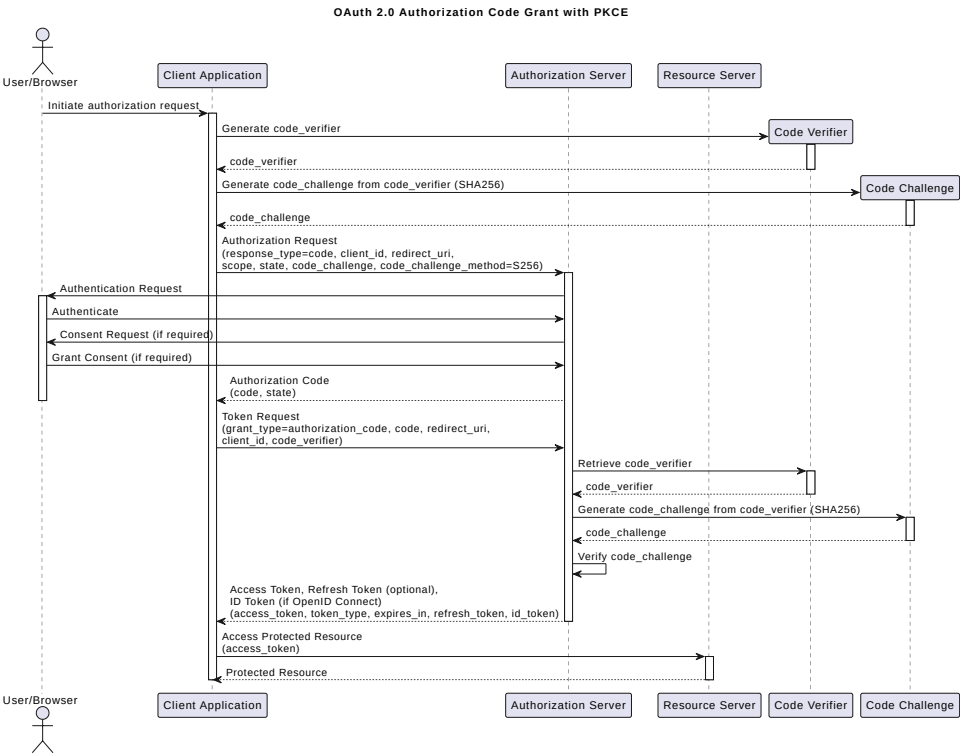 OAuth 2.0 Authorization Code Grant with PKCE
User/Browser
Client Application
Authorization Server
Resource Server
Initiate authorization request
Generate code_verifier
Code Verifier
code_verifier
Generate code_challenge from code_verifier (SHA256)
Code Challenge
code_challenge
Authorization Request
(response_type=code, client_id, redirect_uri,
scope, state, code_challenge, code_challenge_method=S256)
Authentication Request
Authenticate
Consent Request (if required)
Grant Consent (if required)
Authorization Code
(code, state)
Token Request
(grant_type=authorization_code, code, redirect_uri,
client_id, code_verifier)
Retrieve code_verifier
code_verifier
Generate code_challenge from code_verifier (SHA256)
code_challenge
Verify code_challenge
Access Token, Refresh Token (optional),
ID Token (if OpenID Connect)
(access_token, token_type, expires_in, refresh_token, id_token)
Access Protected Resource
(access_token)
Protected Resource
User/Browser
Client Application
Authorization Server
Resource Server
Code Verifier
Code Challenge